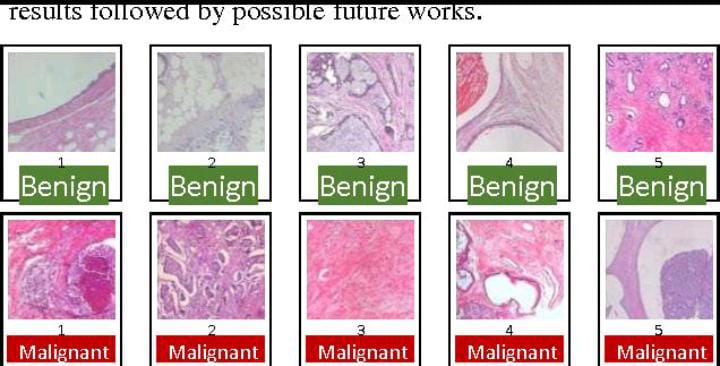 results followed by possible future works.
1 2 3 4 5
Benign Benign Benign Benign Benign
1 2 3 4 5
Malignant Malignant Malignant Malignant Malignant